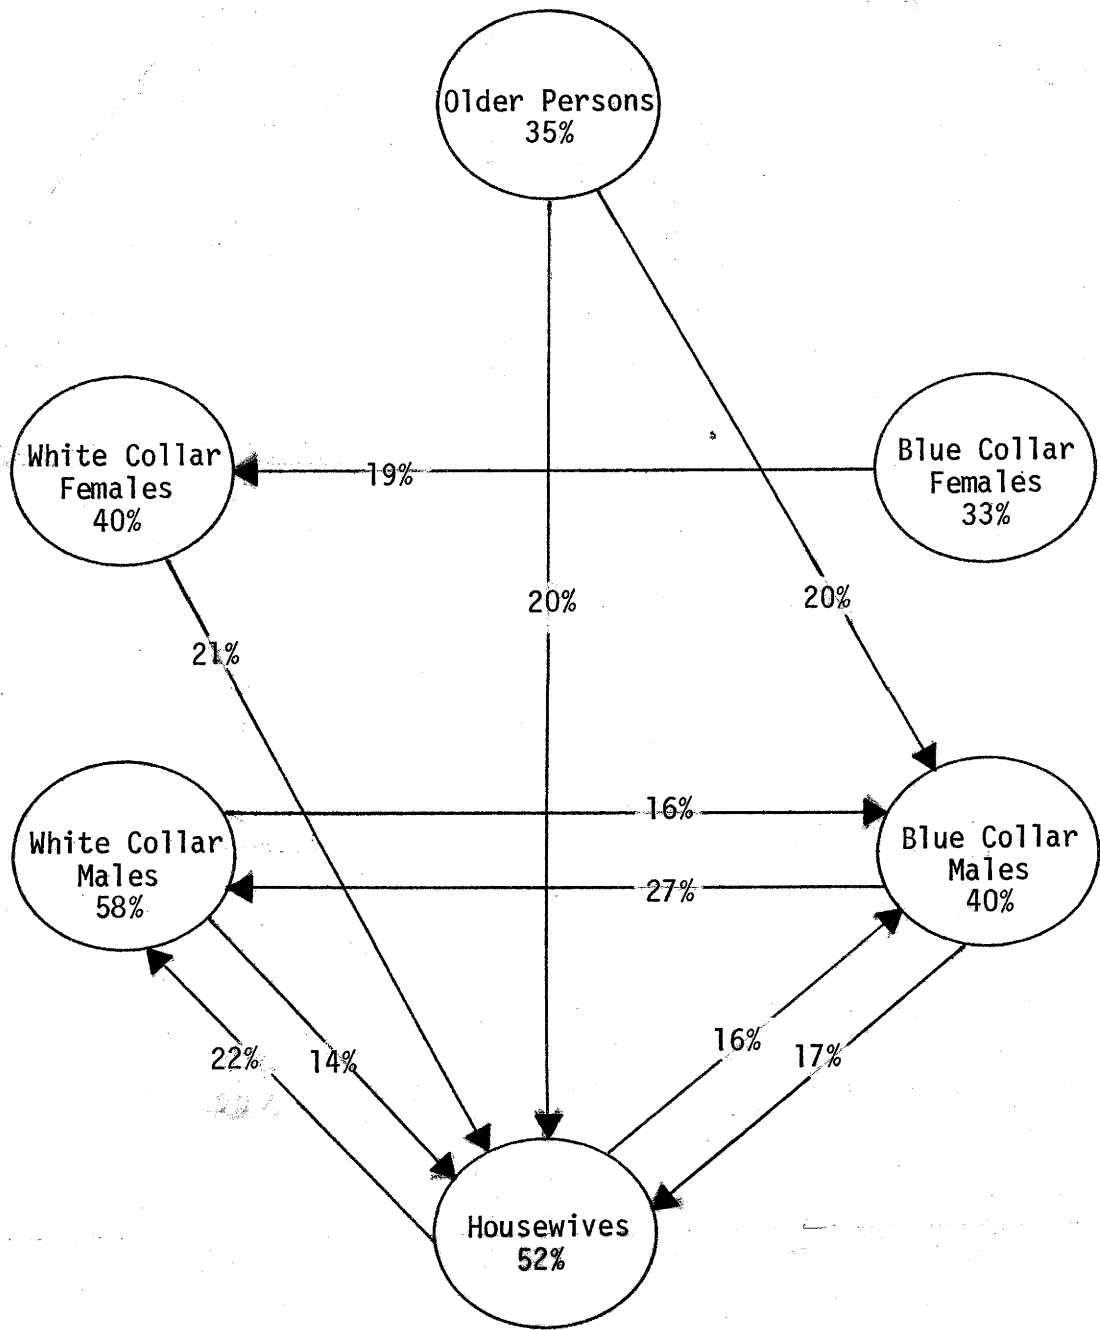 Older Persons
35%
White Collar
Females
40%
19%
Blue Collar
Females
33%
20%
20%
21%
White Collar
Males
58%
16%
27%
Blue Collar
Males
40%
22%
14%
16%
17%
Housewives
52%